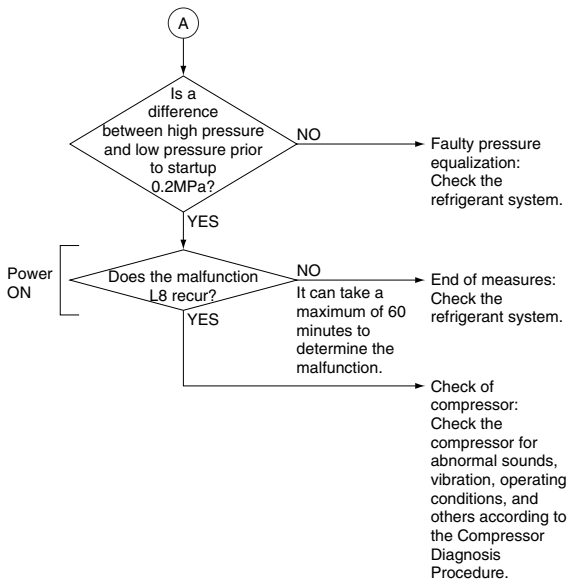 A
Is a
difference
between high pressure
and low pressure prior
to startup
0.2MPa?
NO
Faulty pressure
equalization:
Check the
refrigerant system.
YES
Power
ON
Does the malfunction
L8 recur?
NO
It can take a
maximum of 60
minutes to
determine the
malfunction.
End of measures:
Check the
refrigerant system.
YES
Check of
compressor:
Check the
compressor for
abnormal sounds,
vibration, operating
conditions, and
others according to
the Compressor
Diagnosis
Procedure.